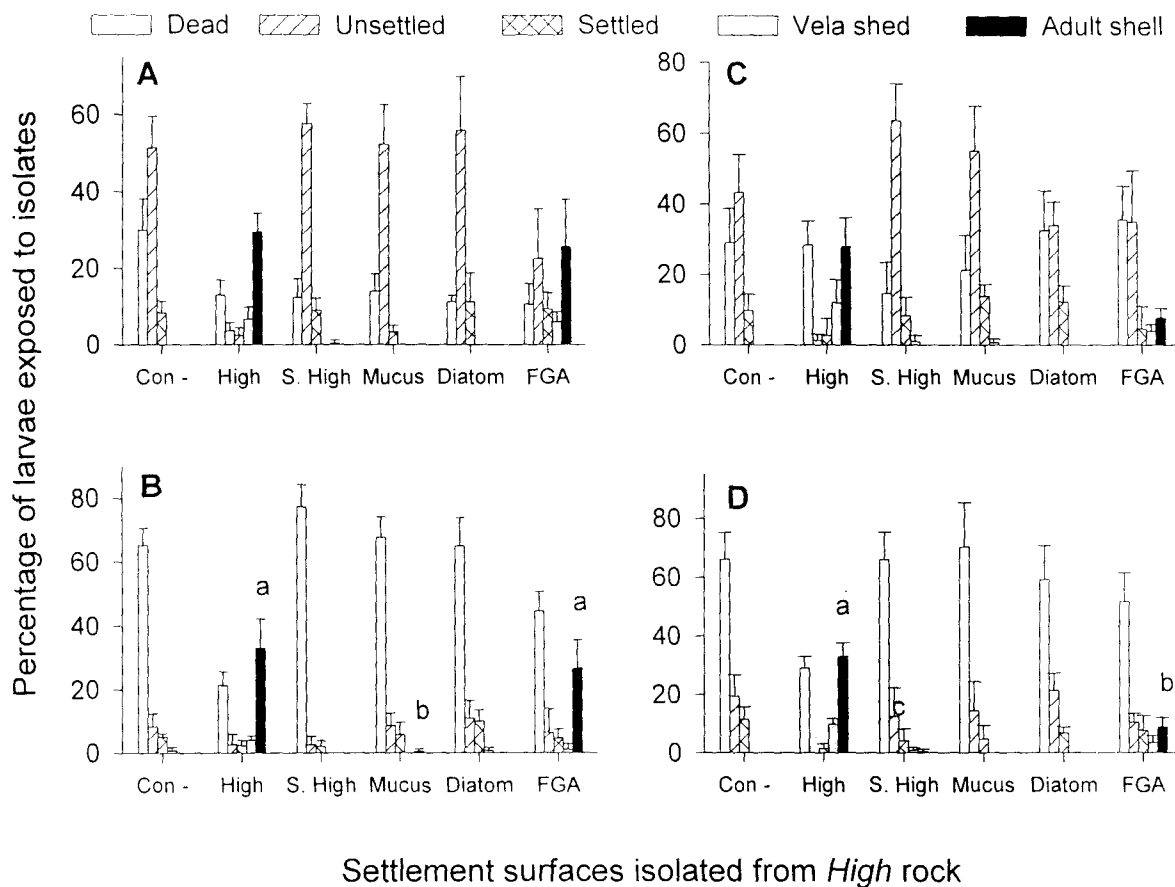 Dead Unsettled Settled Vela shed Adult shell
Percentage of larvae exposed to isolates
A
60
40
20
0
Con - High S. High Mucus Diatom FGA
C
80
60
40
20
0
Con - High S. High Mucus Diatom FGA
B
80
60
40
20
0
a
b
a
Con - High S. High Mucus Diatom FGA
D
80
60
40
20
0
a
c
b
Con - High S. High Mucus Diatom FGA
Settlement surfaces isolated from High rock